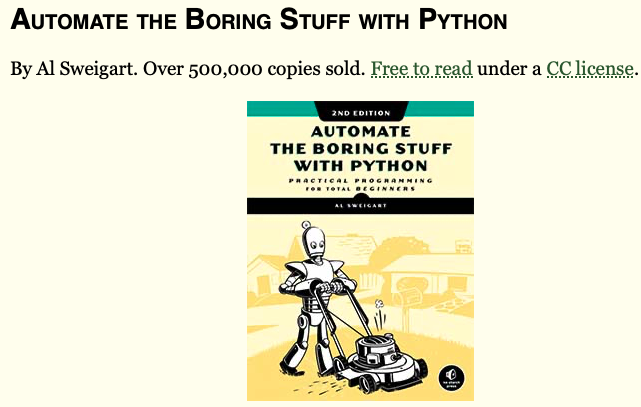 AUTOMATE THE BORING STUFF WITH PYTHON
By Al Sweigart. Over 500,000 copies sold. Free to read under a CC license.
2ND EDITION
AUTOMATE
THE BORING STUFF
WITH PYTHON
PRACTICAL PROGRAMMING
FOR TOTAL BEGINNERS
AL SWEIGART
no starch
press